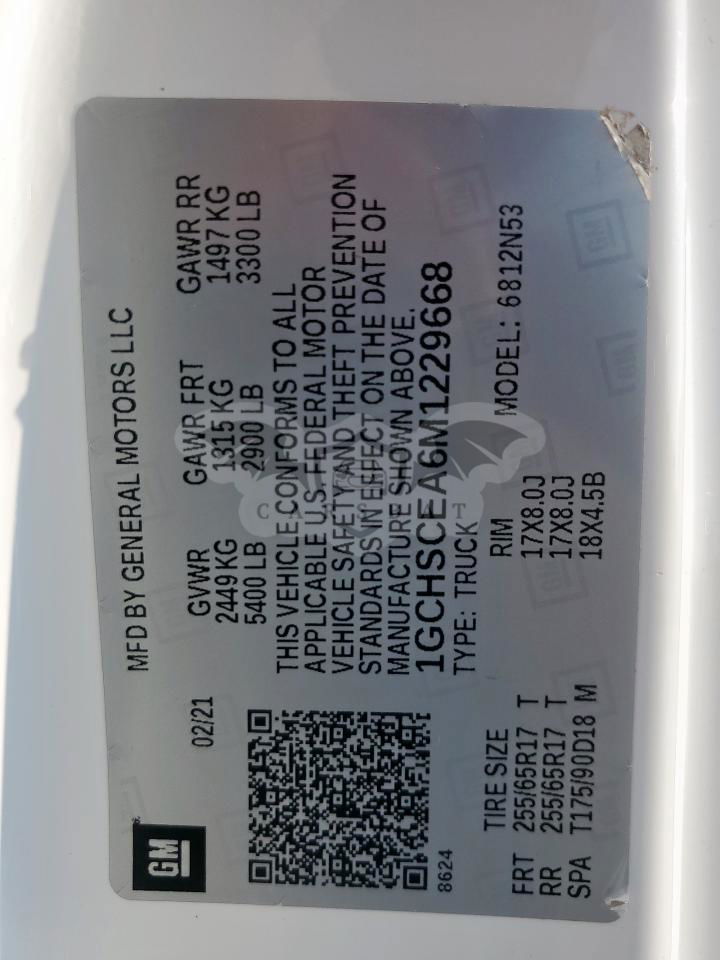 GM
MFD BY GENERAL MOTORS LLC
02/21
GVWR GAWR FRT GAWR RR
2449 KG 1315 KG 1497 KG
5400 LB 2900 LB 3300 LB
THIS VEHICLE CONFORMS TO ALL
APPLICABLE U.S. FEDERAL MOTOR
VEHICLE SAFETY AND THEFT PREVENTION
STANDARDS IN EFFECT ON THE DATE OF
MANUFACTURE SHOWN ABOVE.
1GCHSCEA6M1229668
8624
TYPE: TRUCK MODEL: 6812N53
TIRE SIZE RIM
FRT 255/65R17 T 17X8.0J
RR 255/65R17 T 17X8.0J
SPA T175/90D18 M 18X4.5B